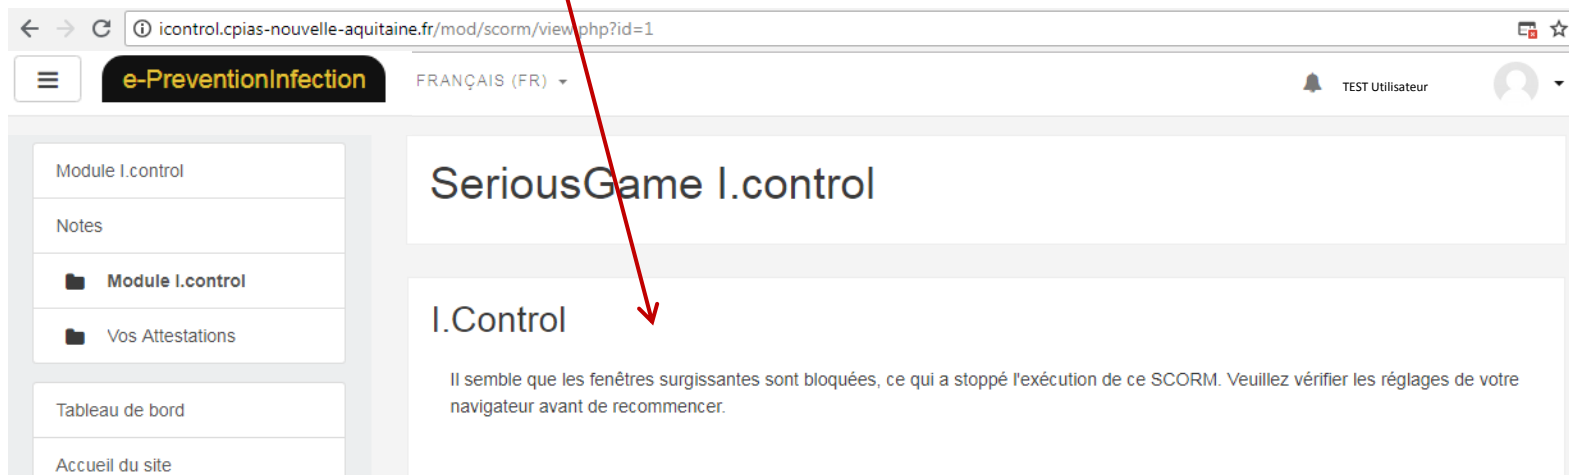 icontrol.cpias-nouvelle-aquitaine.fr/mod/scorm/view.php?id=1
e-PreventionInfection
FRANÇAIS (FR)
TEST Utilisateur
Module I.control
Notes
Module I.control
Vos Attestations
Tableau de bord
Accueil du site
SeriousGame I.control
I.Control
Il semble que les fenêtres surgissantes sont bloquées, ce qui a stoppé l'exécution de ce SCORM. Veuillez vérifier les réglages de votre
navigateur avant de recommencer.